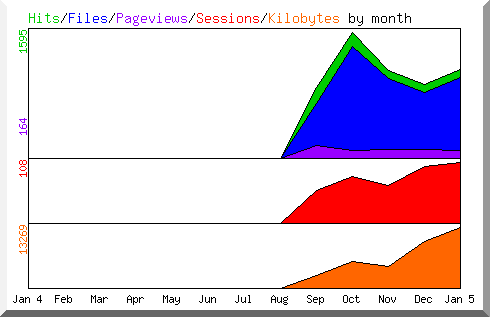 Hits/Files/Pageviews/Sessions/Kilobytes by month
1595
164
108
13269
Jan 4 Feb Mar Apr May Jun Jul Aug Sep Oct Nov Dec Jan 5